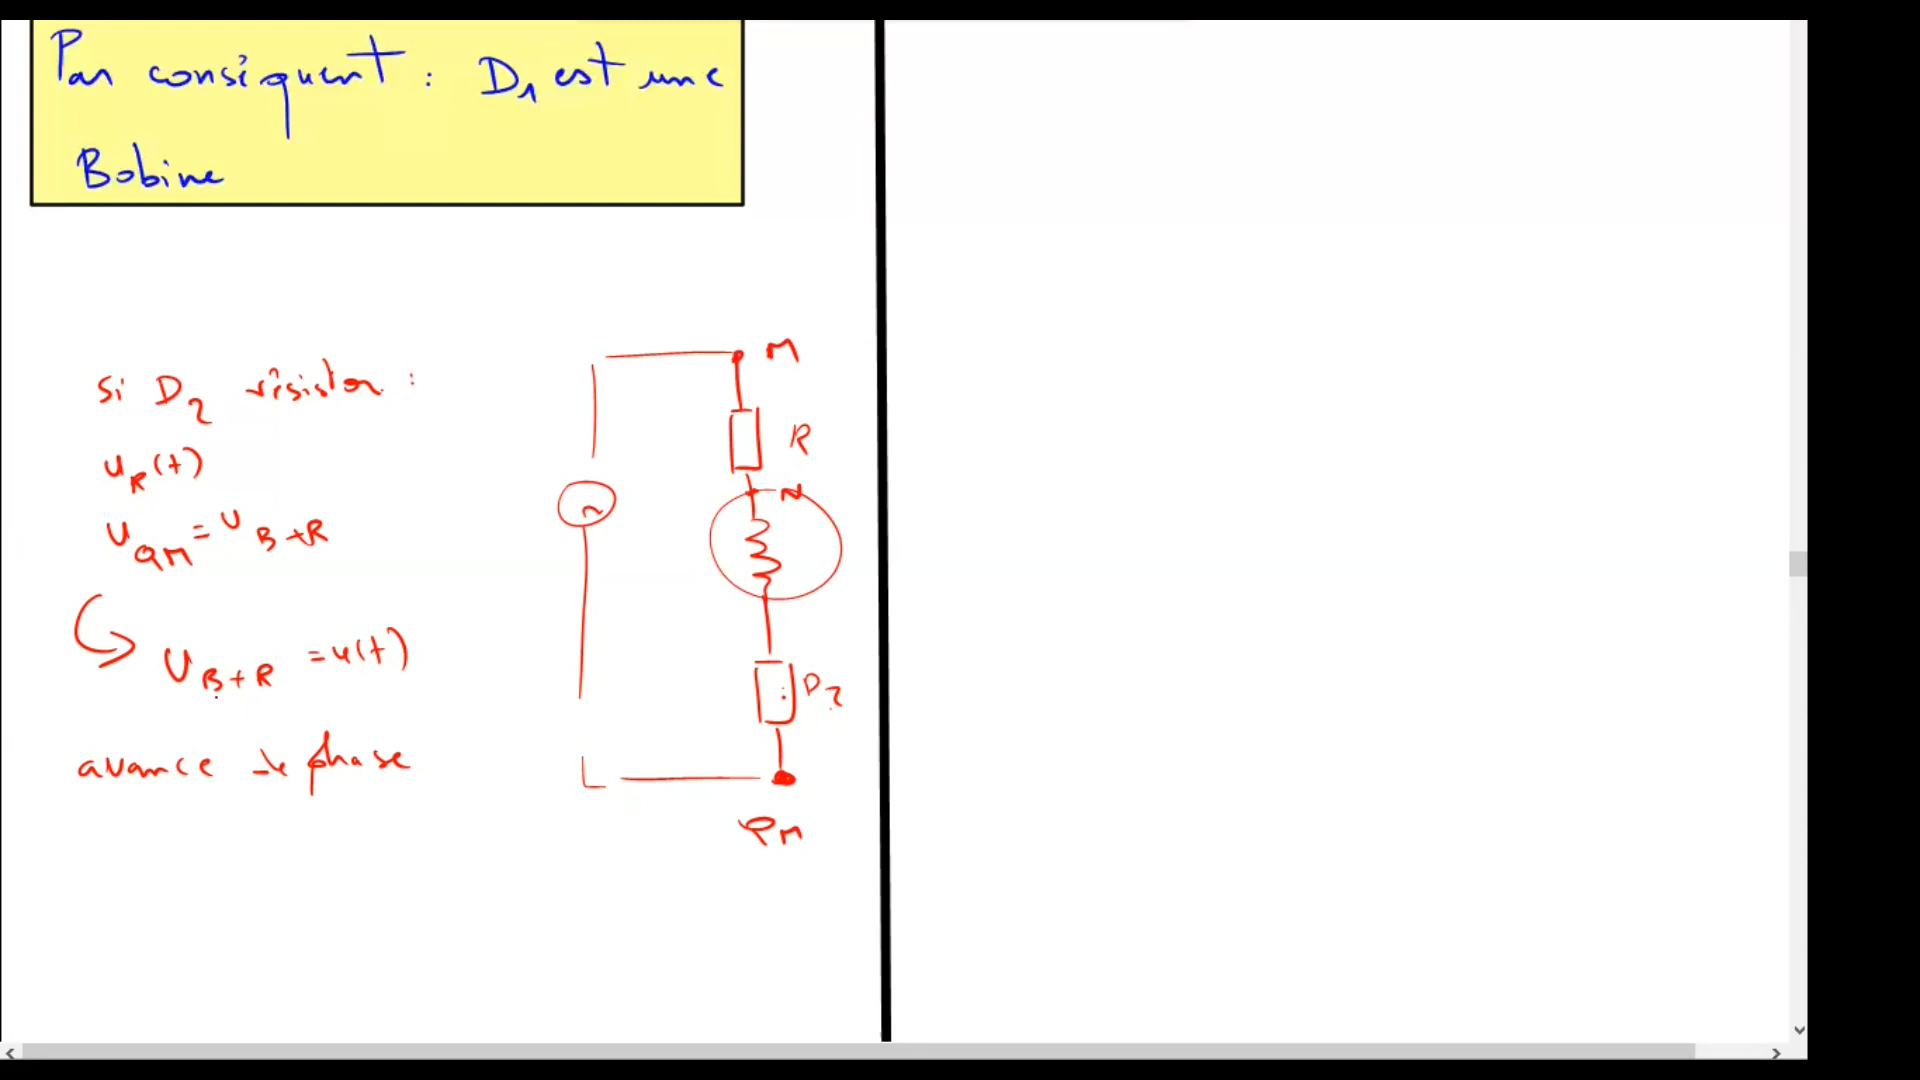 Par conséquent : D1 est une
Bobine
Si D2 résistor :
uR(t)
uQM = uB+R
UB+R = u(t)
avance de phase
M
R
N
D2
QM